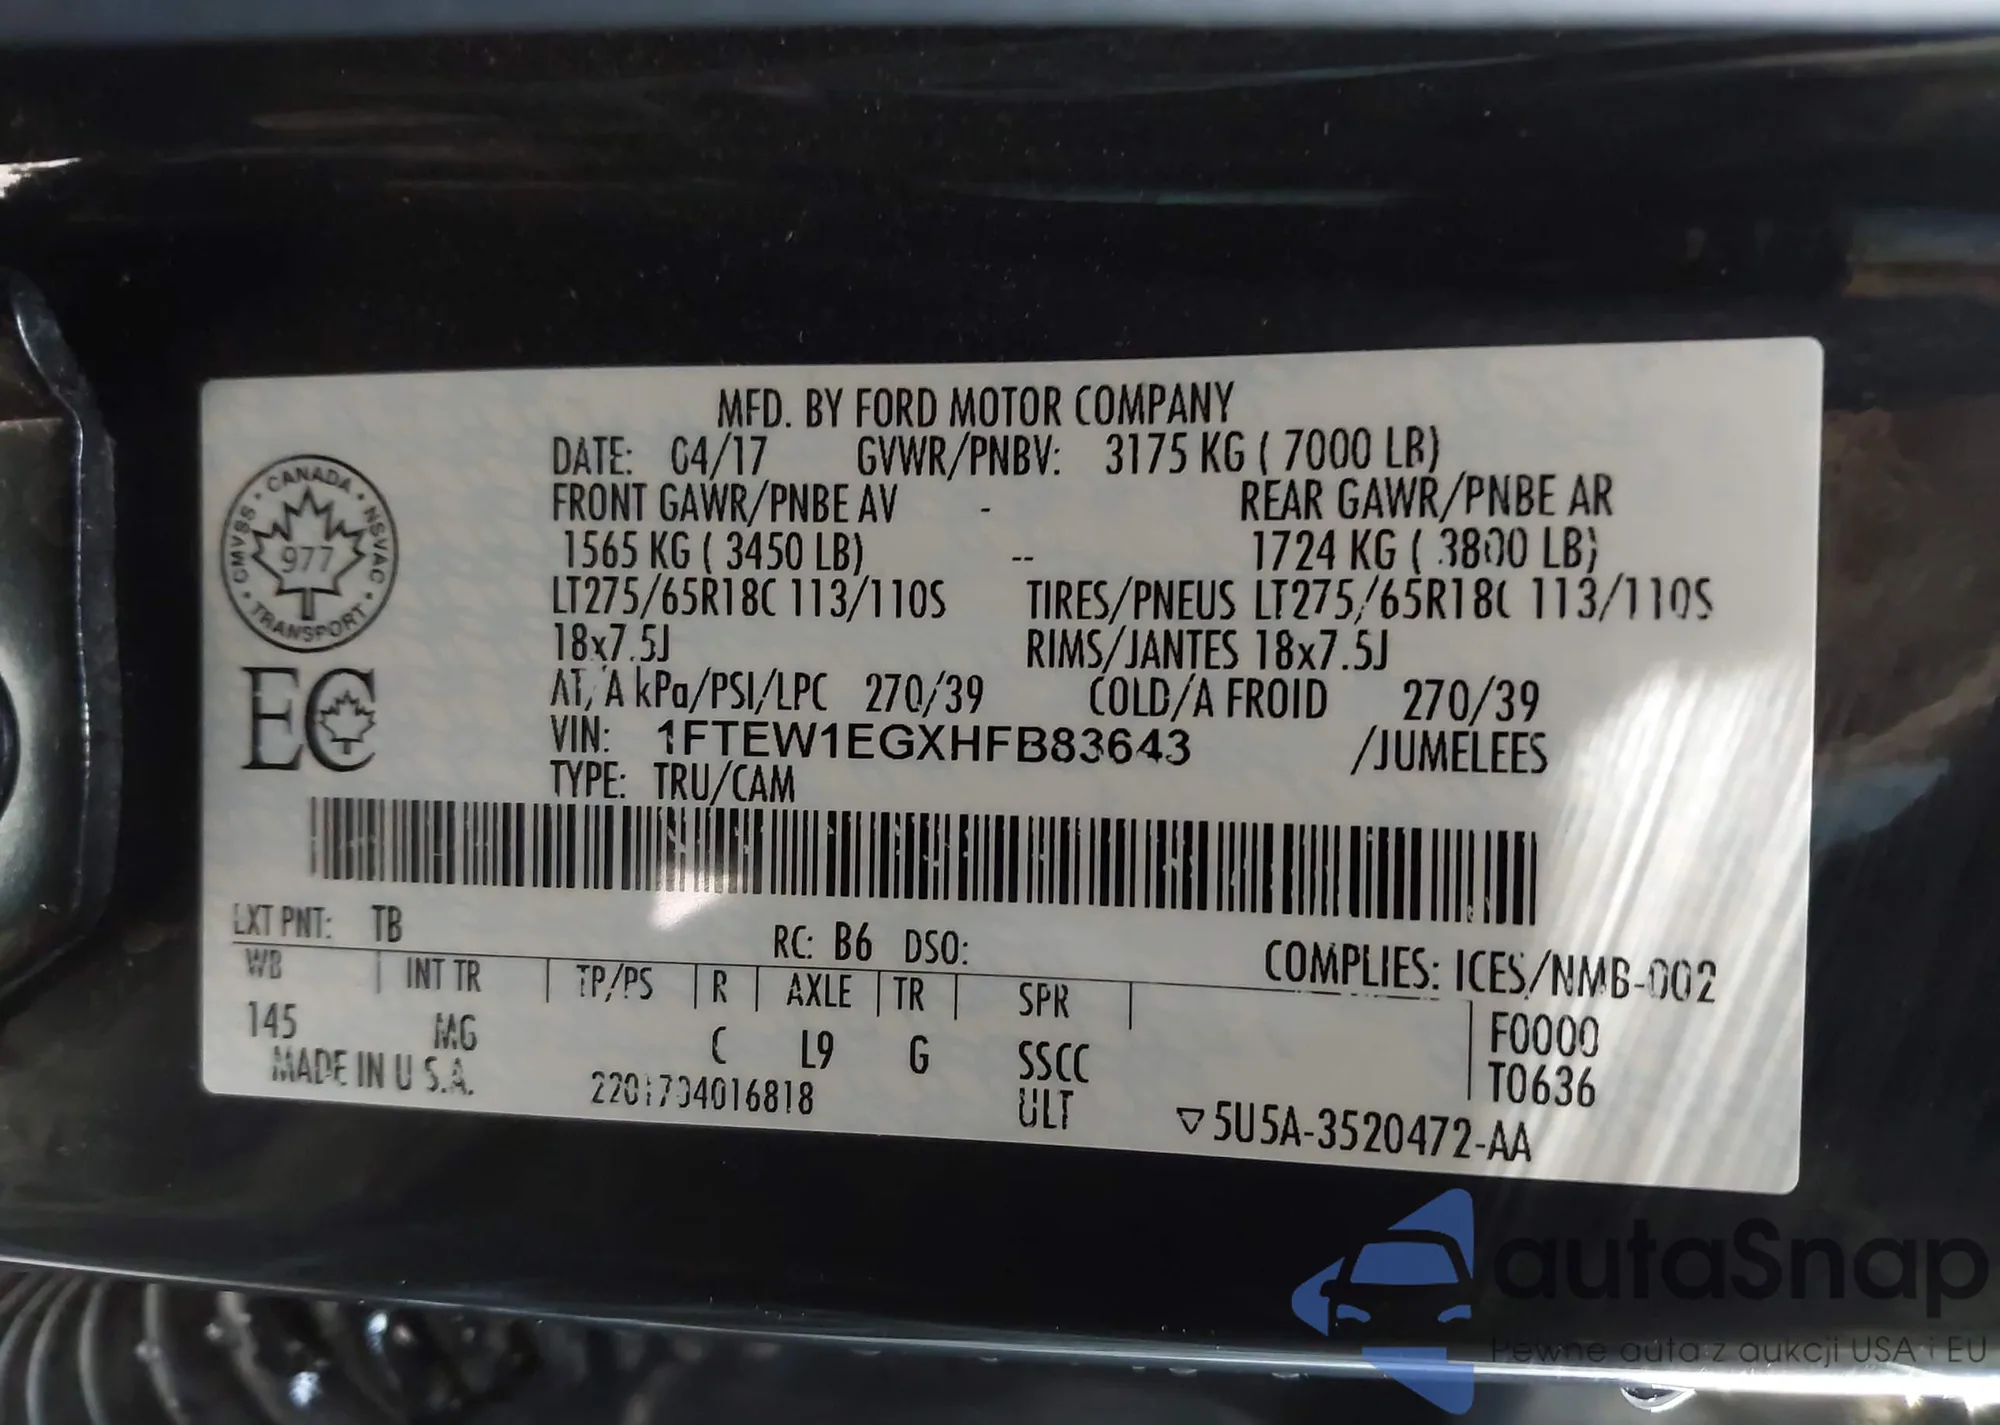 MFD. BY FORD MOTOR COMPANY
DATE: 04/17 GVWR/PNBV: 3175 KG ( 7000 LB)
FRONT GAWR/PNBE AV - REAR GAWR/PNBE AR
1565 KG ( 3450 LB) -- 1724 KG ( 3800 LB)
LT275/65R18C 113/110S TIRES/PNEUS LT275/65R18C 113/110S
18x7.5J RIMS/JANTES 18x7.5J
AT/A kPa/PSI/LPC 270/39 COLD/A FROID 270/39
VIN: 1FTEW1EGXHFB83643 /JUMELEES
TYPE: TRU/CAM
CANADA · NSVAC · TRANSPORT · CMVSS ·
977
EC
EXT PNT: TB RC: B6 DSO: COMPLIES: ICES/NMB-002
WB | INT TR | TP/PS | R | AXLE | TR | SPR |
145 MG C L9 G SSCC F0000
MADE IN U.S.A. 2201704016818 ULT T0636
▽5U5A-3520472-AA
autaSnap
Pewne auta z aukcji USA i EU